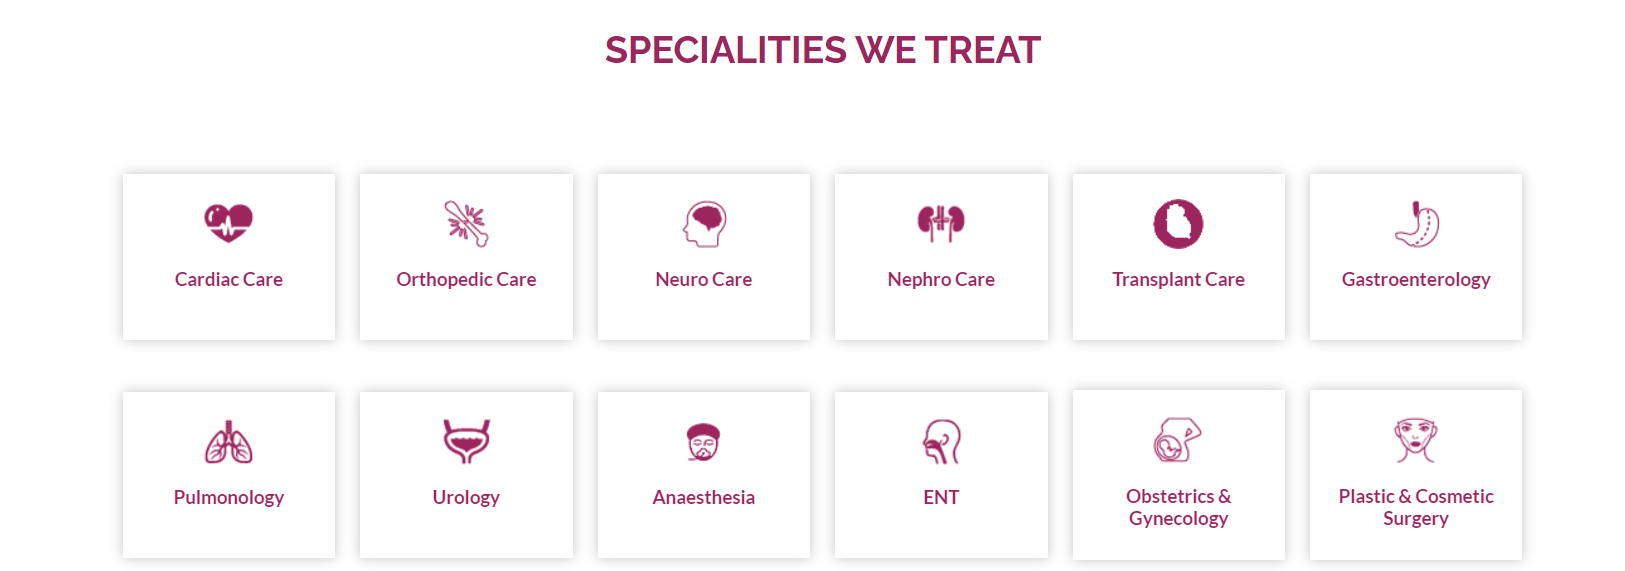 SPECIALITIES WE TREAT
Cardiac Care
Orthopedic Care
Neuro Care
Nephro Care
Transplant Care
Gastroenterology
Pulmonology
Urology
Anaesthesia
ENT
Obstetrics &
Gynecology
Plastic & Cosmetic
Surgery